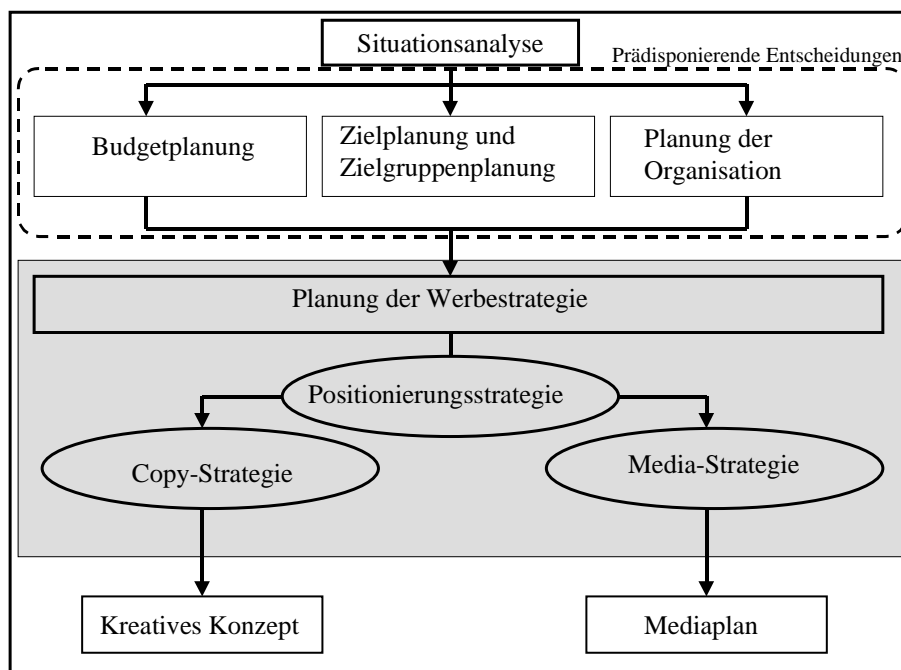 Situationsanalyse
Prädisponierende Entscheidungen
Budgetplanung
Zielplanung und
Zielgruppenplanung
Planung der
Organisation
Planung der Werbestrategie
Positionierungsstrategie
Copy-Strategie
Media-Strategie
Kreatives Konzept
Mediaplan